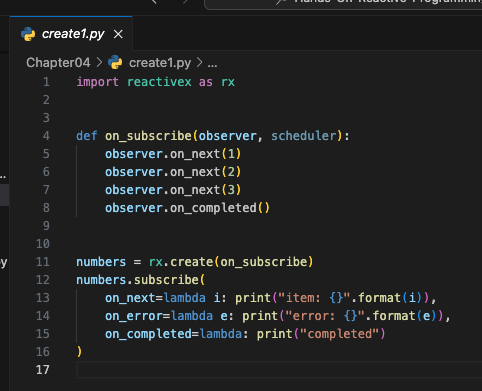 Hands-On Reactive Programmin
create1.py
Chapter04 > create1.py > ...
1 import reactivex as rx
2
3
4 def on_subscribe(observer, scheduler):
5     observer.on_next(1)
6     observer.on_next(2)
7     observer.on_next(3)
8     observer.on_completed()
9
10
11 numbers = rx.create(on_subscribe)
12 numbers.subscribe(
13     on_next=lambda i: print("item: {}".format(i)),
14     on_error=lambda e: print("error: {}".format(e)),
15     on_completed=lambda: print("completed")
16 )
17
...
py